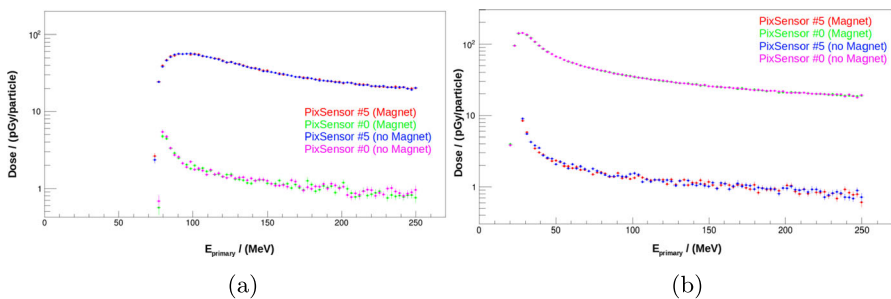 10²
10
1
Dose / (pGy/particle)
PixSensor #5 (Magnet)
PixSensor #0 (Magnet)
PixSensor #5 (no Magnet)
PixSensor #0 (no Magnet)
0 50 100 150 200 250
E_primary / (MeV)
(a)
PixSensor #5 (Magnet)
PixSensor #0 (Magnet)
PixSensor #5 (no Magnet)
PixSensor #0 (no Magnet)
10²
10
1
Dose / (pGy/particle)
0 50 100 150 200 250
E_primary / (MeV)
(b)